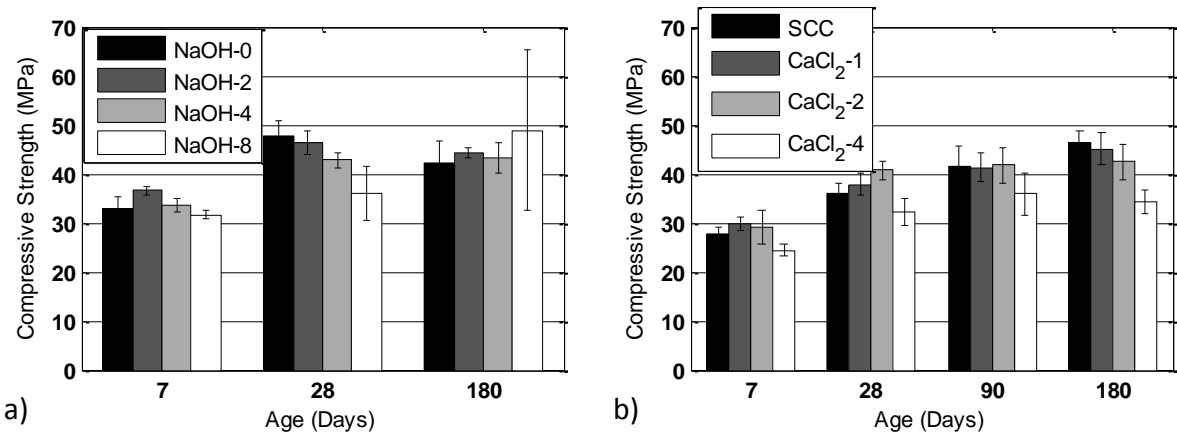 70
60
50
40
30
20
10
0
Compressive Strength (MPa)
NaOH-0
NaOH-2
NaOH-4
NaOH-8
7 28 180
Age (Days)
a)
70
60
50
40
30
20
10
0
Compressive Strength (MPa)
SCC
CaCl2-1
CaCl2-2
CaCl2-4
7 28 90 180
Age (Days)
b)